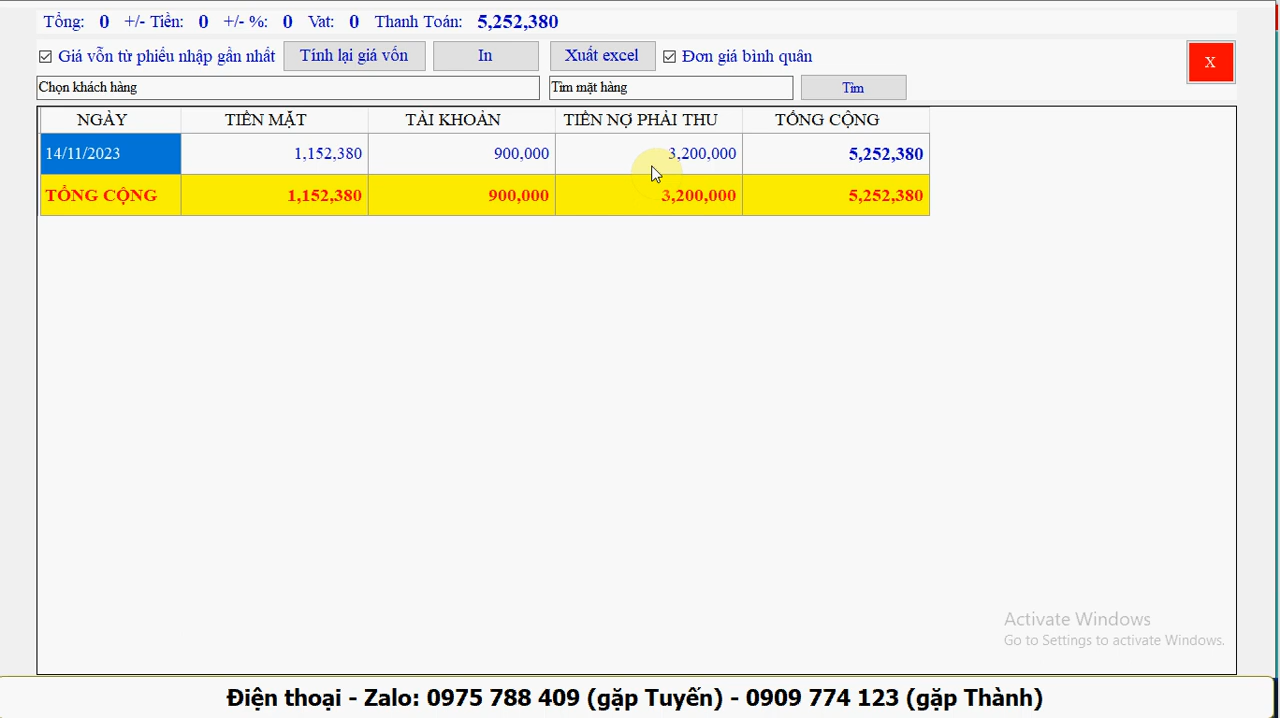 Tổng: 0 +/- Tiền: 0 +/- %: 0 Vat: 0 Thanh Toán: 5,252,380
Giá vỗn từ phiếu nhập gần nhất Tính lại giá vốn In Xuất excel Đơn giá bình quân X
Chọn khách hàng Tìm mặt hàng Tìm
NGÀY TIỀN MẶT TÀI KHOẢN TIỀN NỢ PHẢI THU TỔNG CỘNG
14/11/2023 1,152,380 900,000 3,200,000 5,252,380
TỔNG CỘNG 1,152,380 900,000 3,200,000 5,252,380
Activate Windows
Go to Settings to activate Windows.
Điện thoại - Zalo: 0975 788 409 (gặp Tuyến) - 0909 774 123 (gặp Thành)